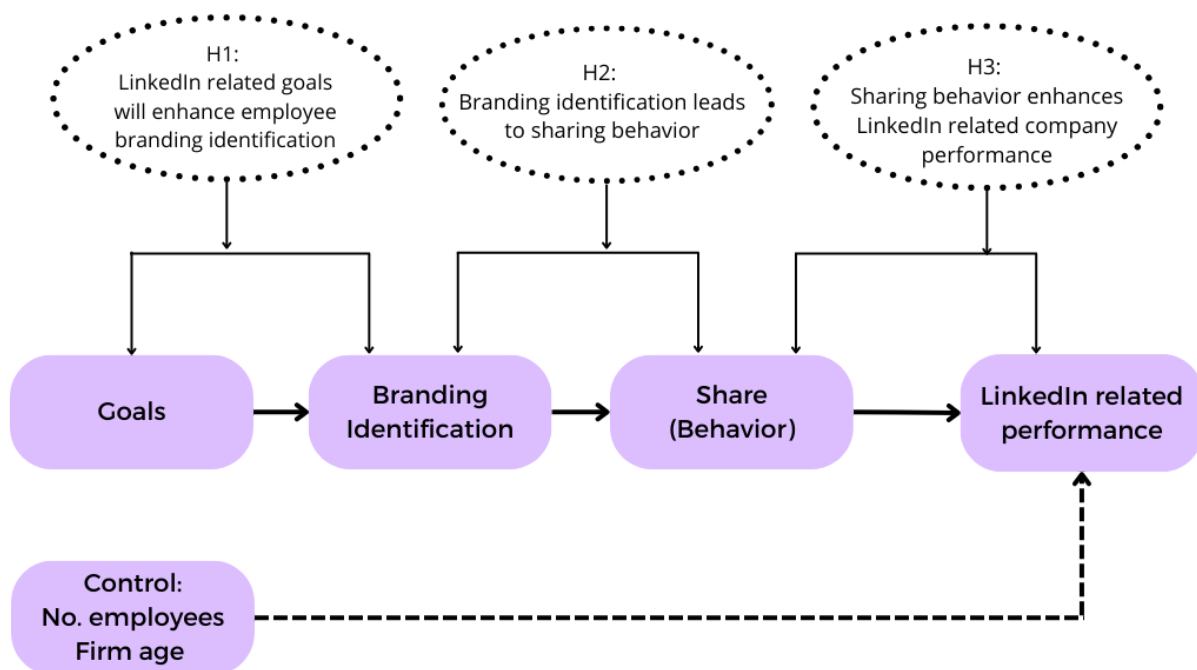 H1:
LinkedIn related goals
will enhance employee
branding identification
H2:
Branding identification leads
to sharing behavior
H3:
Sharing behavior enhances
LinkedIn related company
performance
Goals
Branding
Identification
Share
(Behavior)
LinkedIn related
performance
Control:
No. employees
Firm age